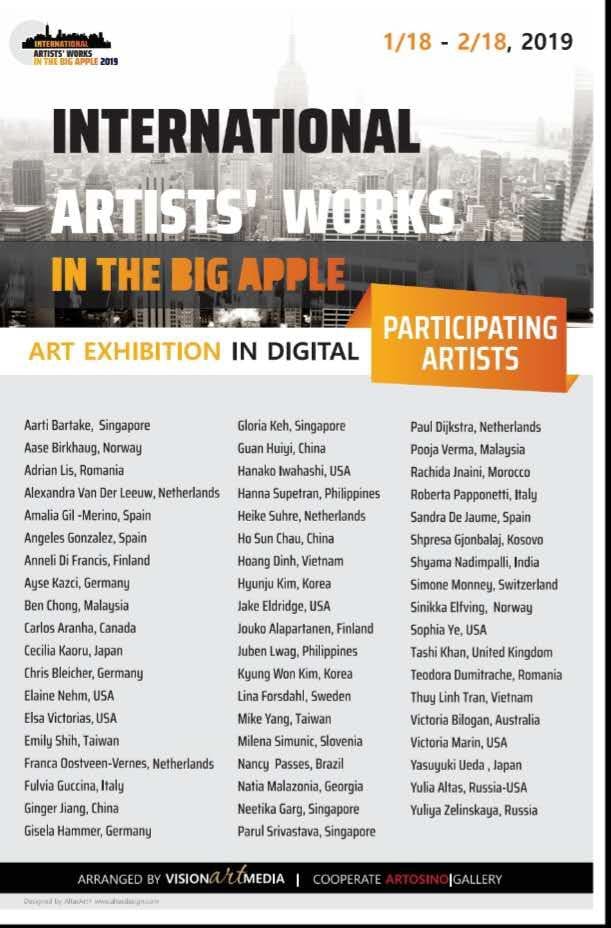 INTERNATIONAL
ARTISTS' WORKS
IN THE BIG APPLE 2019
1/18 - 2/18, 2019
INTERNATIONAL
ARTISTS' WORKS
IN THE BIG APPLE
ART EXHIBITION IN DIGITAL
PARTICIPATING
ARTISTS
Aarti Bartake, Singapore
Aase Birkhaug, Norway
Adrian Lis, Romania
Alexandra Van Der Leeuw, Netherlands
Amalia Gil -Merino, Spain
Angeles Gonzalez, Spain
Anneli Di Francis, Finland
Ayse Kazci, Germany
Ben Chong, Malaysia
Carlos Aranha, Canada
Cecilia Kaoru, Japan
Chris Bleicher, Germany
Elaine Nehm, USA
Elsa Victorias, USA
Emily Shih, Taiwan
Franca Oostveen-Vernes, Netherlands
Fulvia Guccina, Italy
Ginger Jiang, China
Gisela Hammer, Germany
Gloria Keh, Singapore
Guan Huiyi, China
Hanako Iwahashi, USA
Hanna Supetran, Philippines
Heike Suhre, Netherlands
Ho Sun Chau, China
Hoang Dinh, Vietnam
Hyunju Kim, Korea
Jake Eldridge, USA
Jouko Alapartanen, Finland
Juben Lwag, Philippines
Kyung Won Kim, Korea
Lina Forsdahl, Sweden
Mike Yang, Taiwan
Milena Simunic, Slovenia
Nancy Passes, Brazil
Natia Malazonia, Georgia
Neetika Garg, Singapore
Parul Srivastava, Singapore
Paul Dijkstra, Netherlands
Pooja Verma, Malaysia
Rachida Jnaini, Morocco
Roberta Papponetti, Italy
Sandra De Jaume, Spain
Shpresa Gjonbalaj, Kosovo
Shyama Nadimpalli, India
Simone Monney, Switzerland
Sinikka Elfving, Norway
Sophia Ye, USA
Tashi Khan, United Kingdom
Teodora Dumitrache, Romania
Thuy Linh Tran, Vietnam
Victoria Bilogan, Australia
Victoria Marin, USA
Yasuyuki Ueda , Japan
Yulia Altas, Russia-USA
Yuliya Zelinskaya, Russia
ARRANGED BY VISIONartMEDIA | COOPERATE ARTOSINO|GALLERY
Designed by AltasArt® www.altasdesign.com